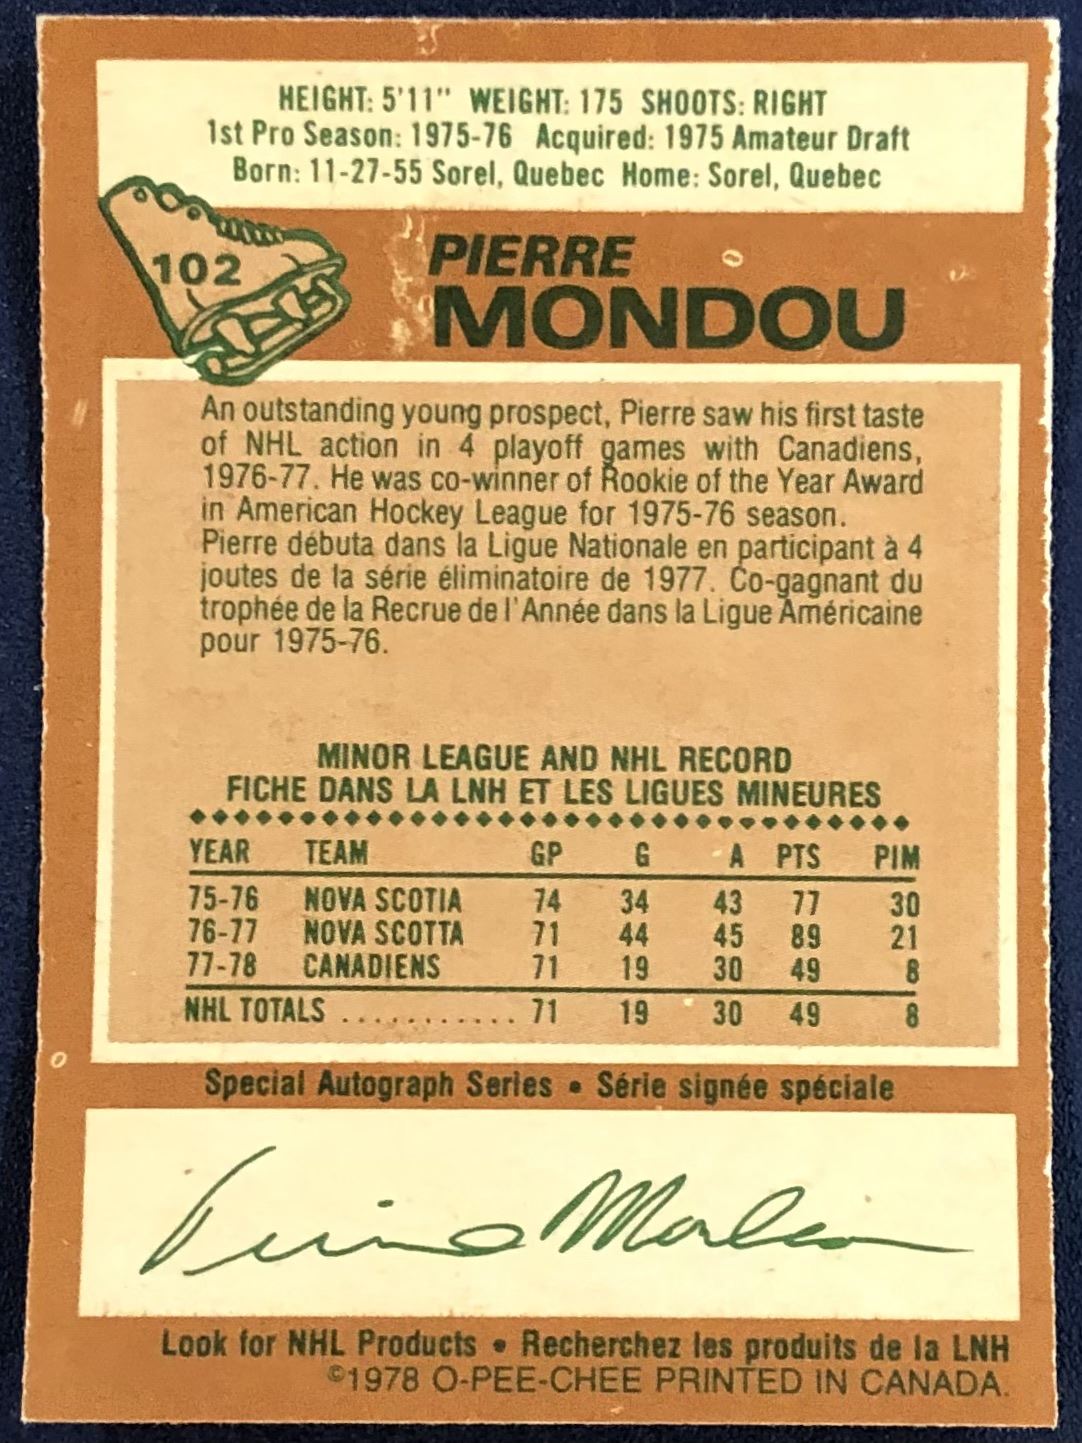 HEIGHT: 5'11" WEIGHT: 175 SHOOTS: RIGHT
1st Pro Season: 1975-76 Acquired: 1975 Amateur Draft
Born: 11-27-55 Sorel, Quebec Home: Sorel, Quebec
102
PIERRE
MONDOU
An outstanding young prospect, Pierre saw his first taste
of NHL action in 4 playoff games with Canadiens,
1976-77. He was co-winner of Rookie of the Year Award
in American Hockey League for 1975-76 season.
Pierre débuta dans la Ligue Nationale en participant à 4
joutes de la série éliminatoire de 1977. Co-gagnant du
trophée de la Recrue de l'Année dans la Ligue Américaine
pour 1975-76.
MINOR LEAGUE AND NHL RECORD
FICHE DANS LA LNH ET LES LIGUES MINEURES
YEAR TEAM GP G A PTS PIM
75-76 NOVA SCOTIA 74 34 43 77 30
76-77 NOVA SCOTTA 71 44 45 89 21
77-78 CANADIENS 71 19 30 49 8
NHL TOTALS ............ 71 19 30 49 8
Special Autograph Series • Série signée spéciale
Pierre Mondou
Look for NHL Products • Recherchez les produits de la LNH
©1978 O-PEE-CHEE PRINTED IN CANADA.